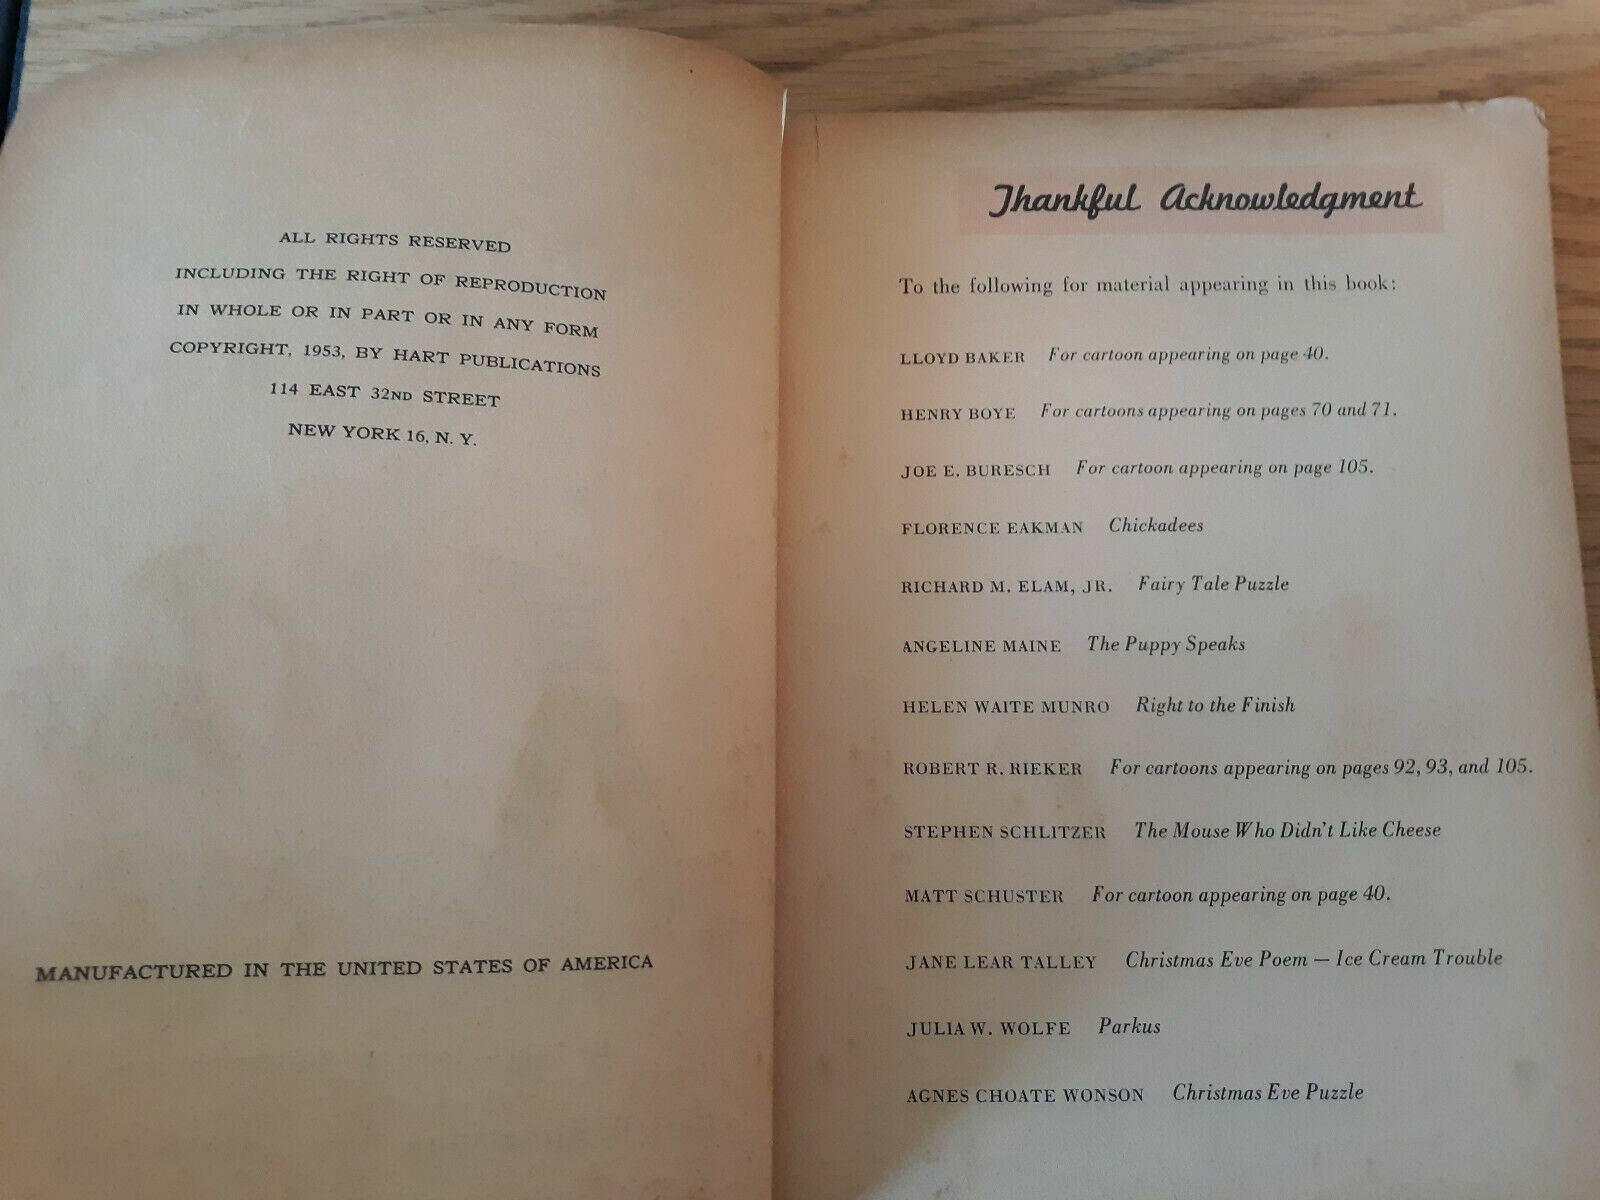 ALL RIGHTS RESERVED
INCLUDING THE RIGHT OF REPRODUCTION
IN WHOLE OR IN PART OR IN ANY FORM
COPYRIGHT, 1953, BY HART PUBLICATIONS
114 EAST 32ND STREET
NEW YORK 16, N. Y.
MANUFACTURED IN THE UNITED STATES OF AMERICA
Thankful Acknowledgment
To the following for material appearing in this book:
LLOYD BAKER For cartoon appearing on page 40.
HENRY BOYE For cartoons appearing on pages 70 and 71.
JOE E. BURESCH For cartoon appearing on page 105.
FLORENCE EAKMAN Chickadees
RICHARD M. ELAM, JR. Fairy Tale Puzzle
ANGELINE MAINE The Puppy Speaks
HELEN WAITE MUNRO Right to the Finish
ROBERT R. RIEKER For cartoons appearing on pages 92, 93, and 105.
STEPHEN SCHLITZER The Mouse Who Didn't Like Cheese
MATT SCHUSTER For cartoon appearing on page 40.
JANE LEAR TALLEY Christmas Eve Poem — Ice Cream Trouble
JULIA W. WOLFE Parkus
AGNES CHOATE WONSON Christmas Eve Puzzle